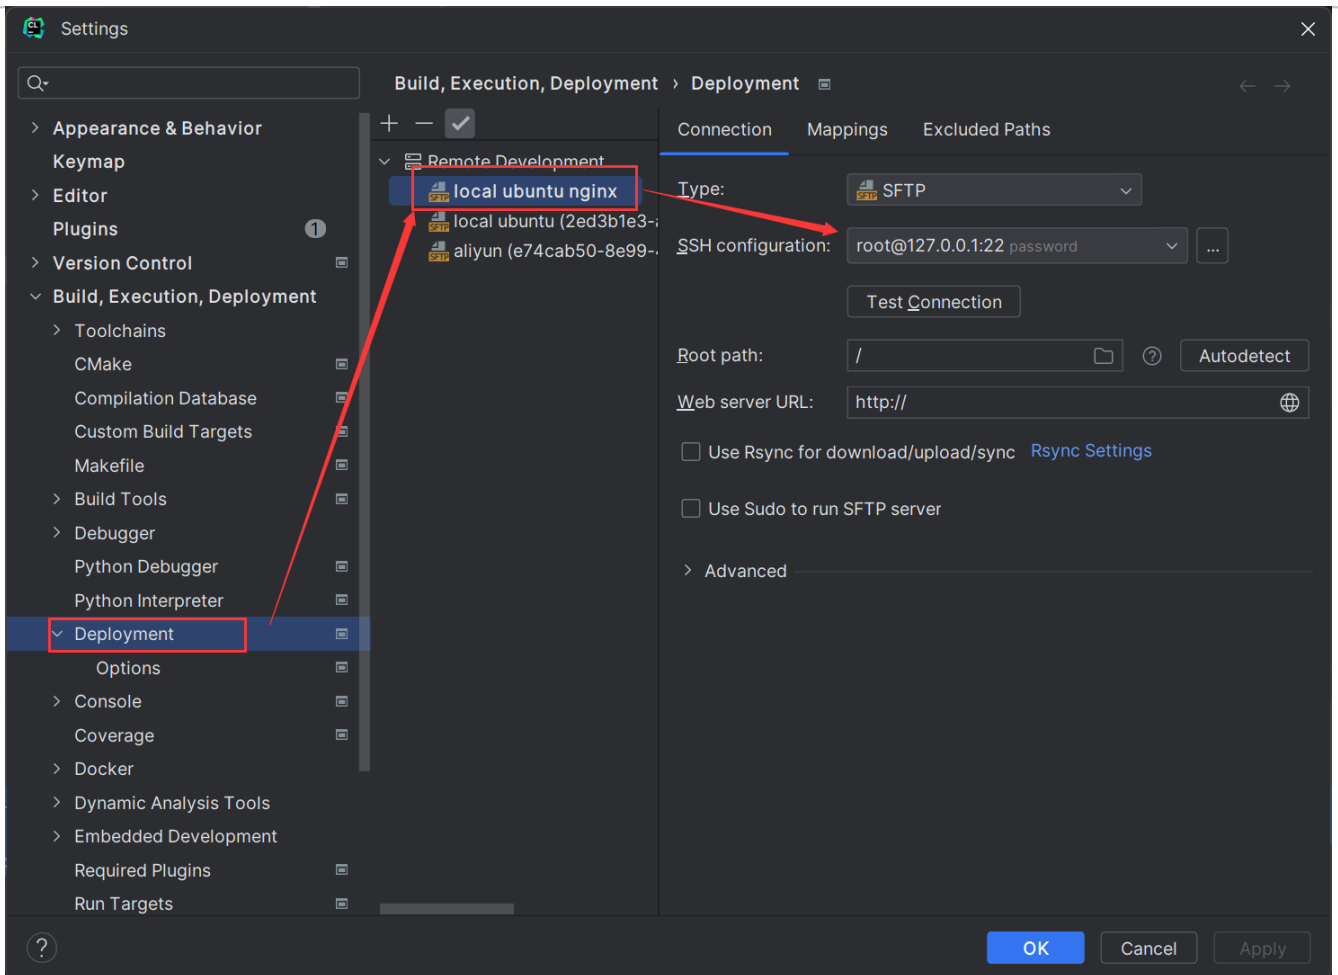 CL
Settings
Build, Execution, Deployment › Deployment
Appearance & Behavior
Keymap
Editor
Plugins
1
Version Control
Build, Execution, Deployment
Toolchains
CMake
Compilation Database
Custom Build Targets
Makefile
Build Tools
Debugger
Python Debugger
Python Interpreter
Deployment
Options
Console
Coverage
Docker
Dynamic Analysis Tools
Embedded Development
Required Plugins
Run Targets
Remote Development
SFTP local ubuntu nginx
SFTP local ubuntu (2ed3b1e3-
SFTP aliyun (e74cab50-8e99-
Connection Mappings Excluded Paths
Type: SFTP SFTP
SSH configuration: root@127.0.0.1:22 password ...
Test Connection
Root path: / ? Autodetect
Web server URL: http://
Use Rsync for download/upload/sync Rsync Settings
Use Sudo to run SFTP server
Advanced
? OK Cancel Apply